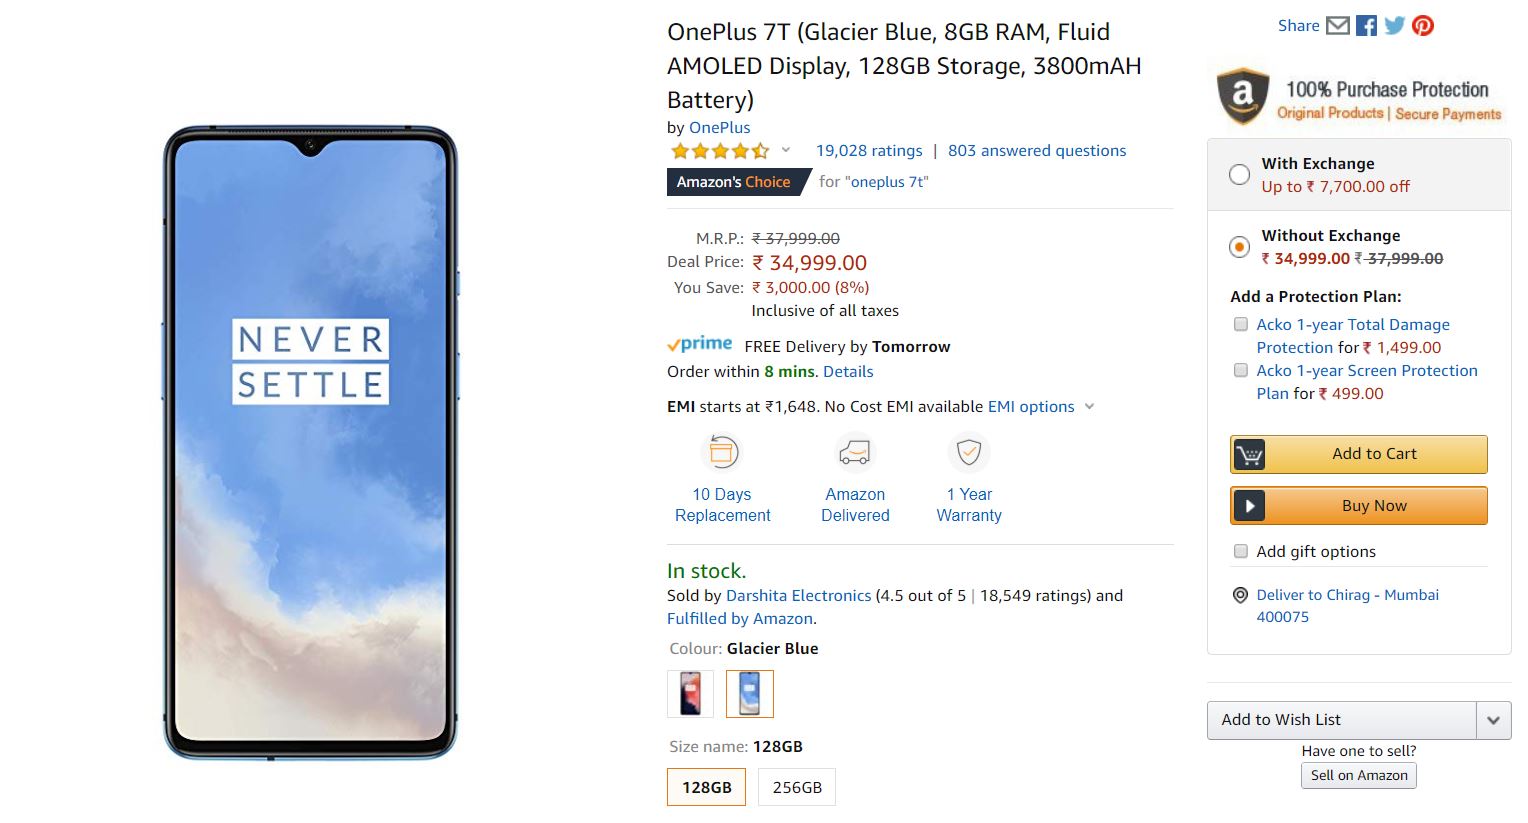 NEVER
SETTLE
OnePlus 7T (Glacier Blue, 8GB RAM, Fluid
AMOLED Display, 128GB Storage, 3800mAH
Battery)
by OnePlus
19,028 ratings | 803 answered questions
Amazon's Choice for "oneplus 7t"
M.R.P.: ₹ 37,999.00
Deal Price: ₹ 34,999.00
You Save: ₹ 3,000.00 (8%)
Inclusive of all taxes
prime FREE Delivery by Tomorrow
Order within 8 mins. Details
EMI starts at ₹1,648. No Cost EMI available EMI options
10 Days
Replacement
Amazon
Delivered
1 Year
Warranty
In stock.
Sold by Darshita Electronics (4.5 out of 5 | 18,549 ratings) and
Fulfilled by Amazon.
Colour: Glacier Blue
Size name: 128GB
128GB 256GB
Share
a
100% Purchase Protection
Original Products | Secure Payments
With Exchange
Up to ₹ 7,700.00 off
Without Exchange
₹ 34,999.00 ₹ 37,999.00
Add a Protection Plan:
Acko 1-year Total Damage
Protection for ₹ 1,499.00
Acko 1-year Screen Protection
Plan for ₹ 499.00
Add to Cart
Buy Now
Add gift options
Deliver to Chirag - Mumbai
400075
Add to Wish List
Have one to sell?
Sell on Amazon